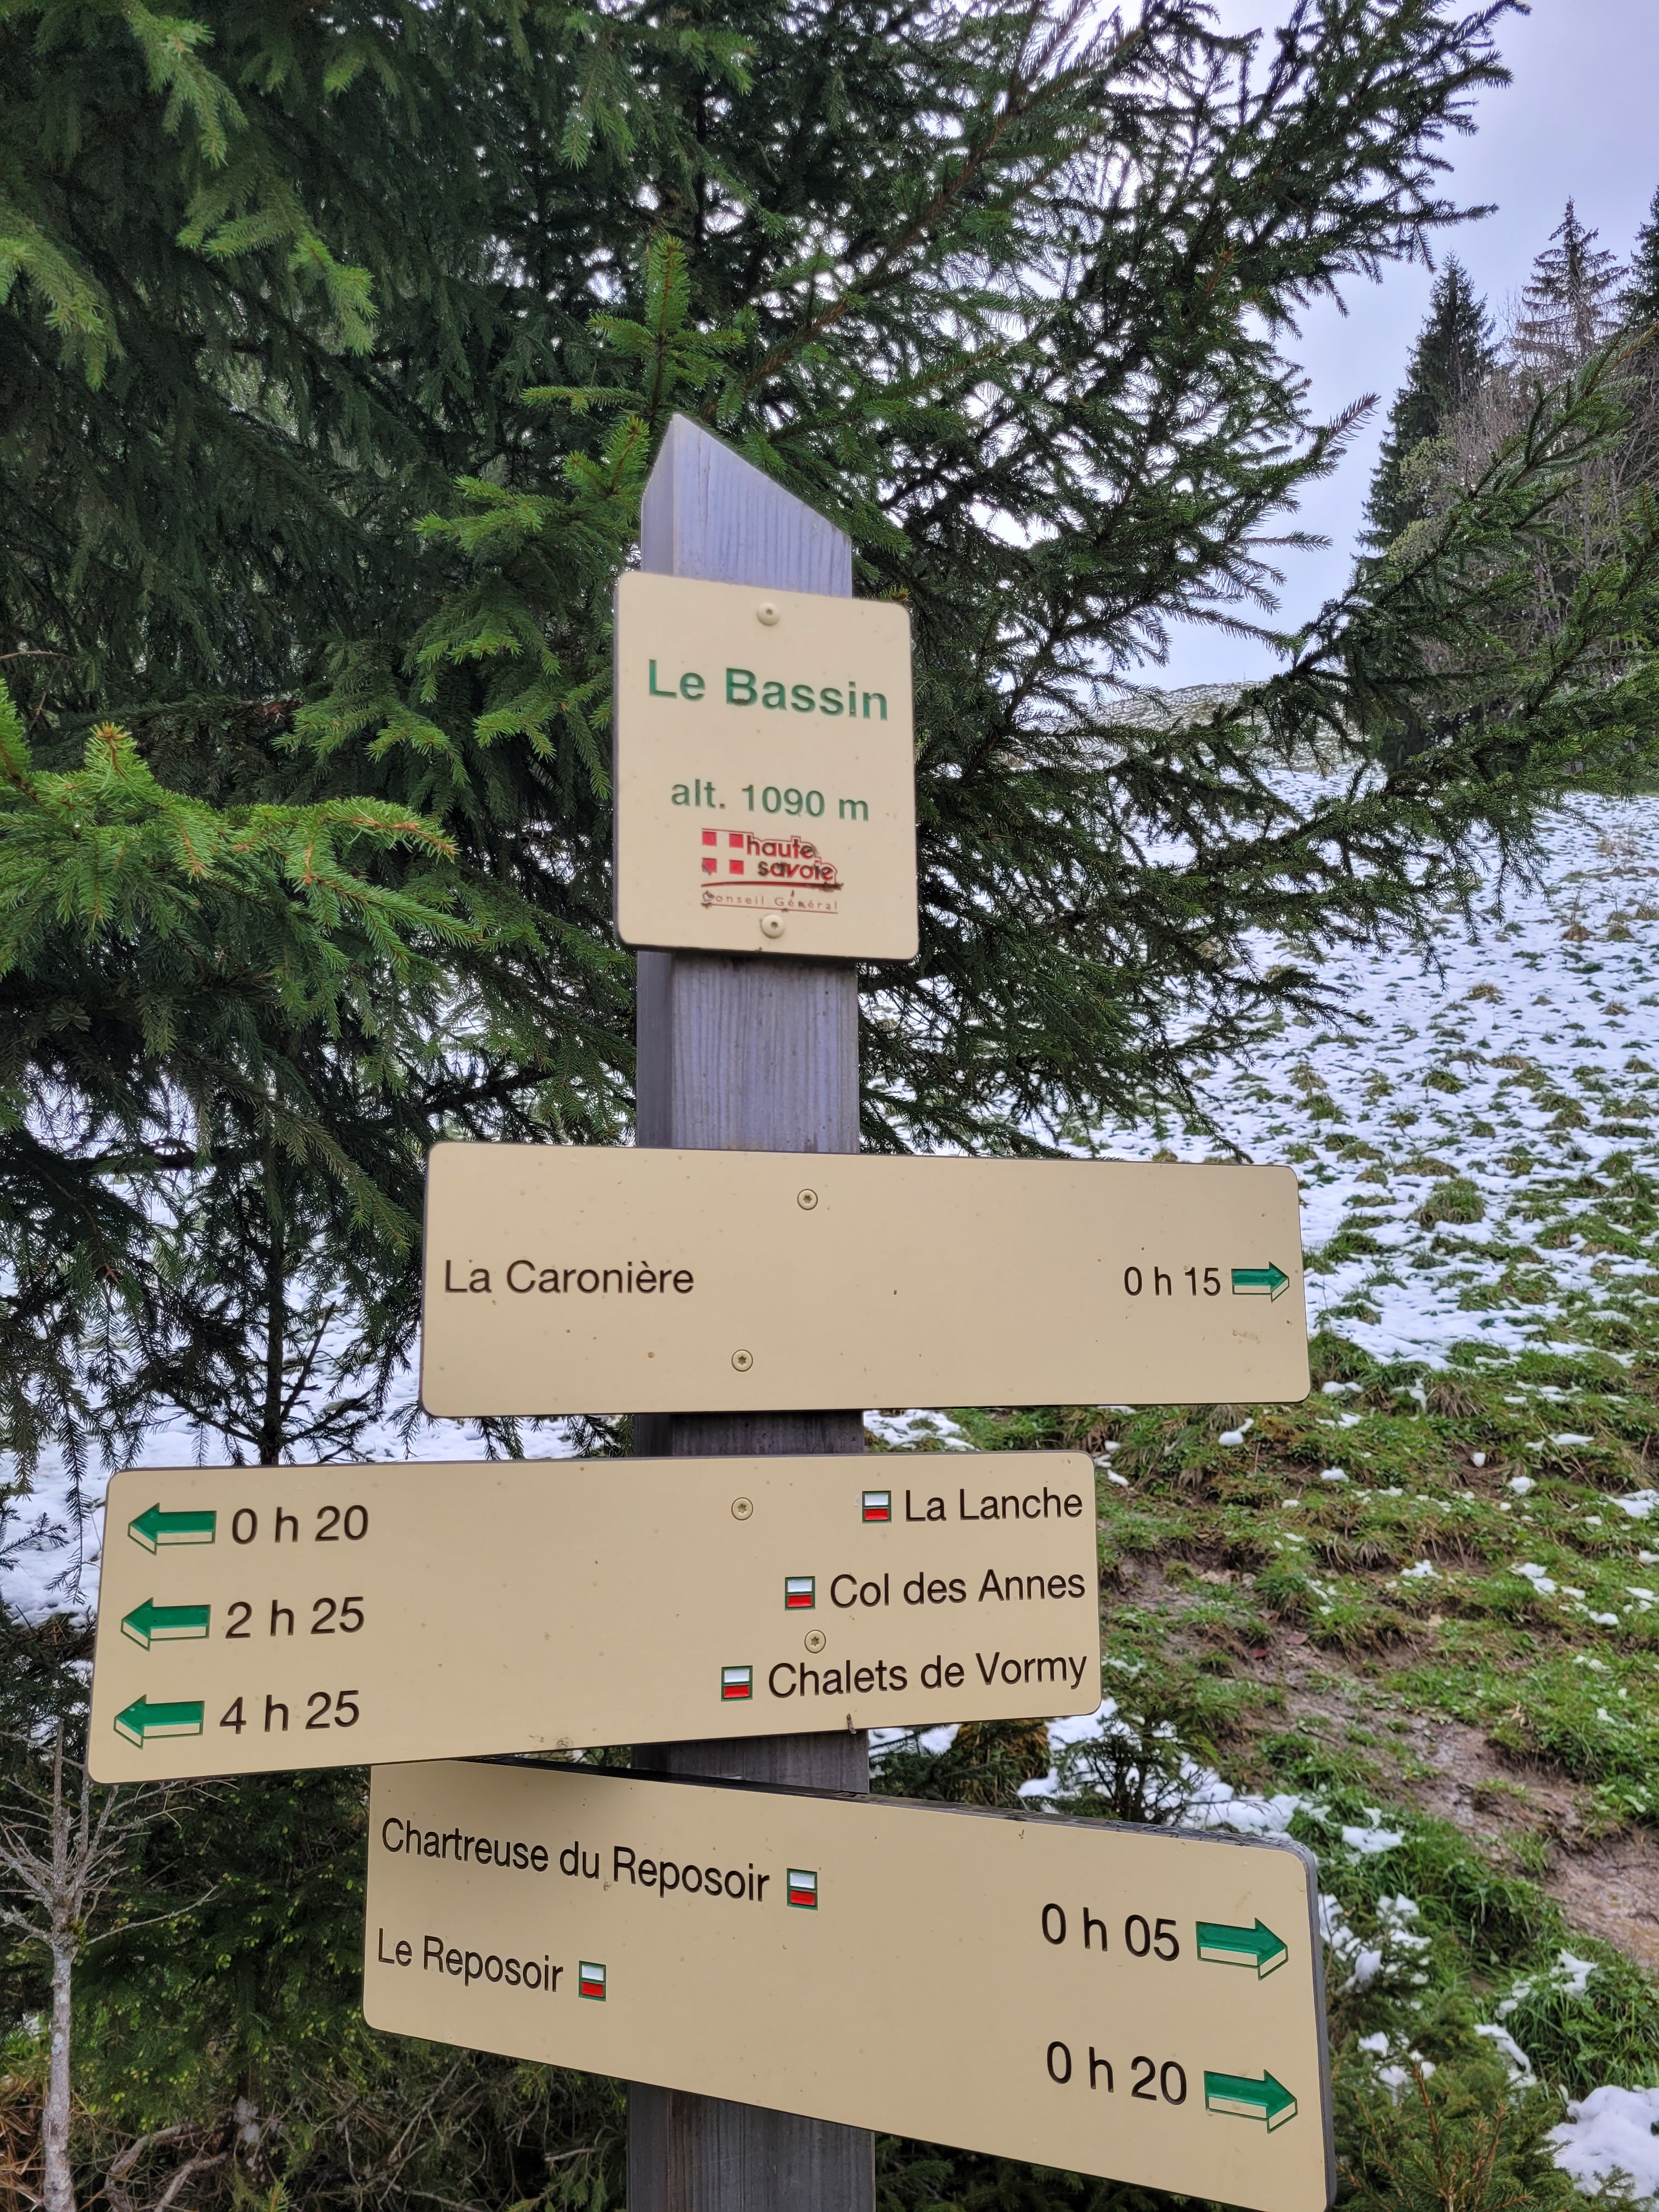 Le Bassin
alt. 1090 m
haute
savoie
Conseil Général
La Caronière 0 h 15
0 h 20 La Lanche
2 h 25 Col des Annes
4 h 25 Chalets de Vormy
Chartreuse du Reposoir 0 h 05
Le Reposoir 0 h 20